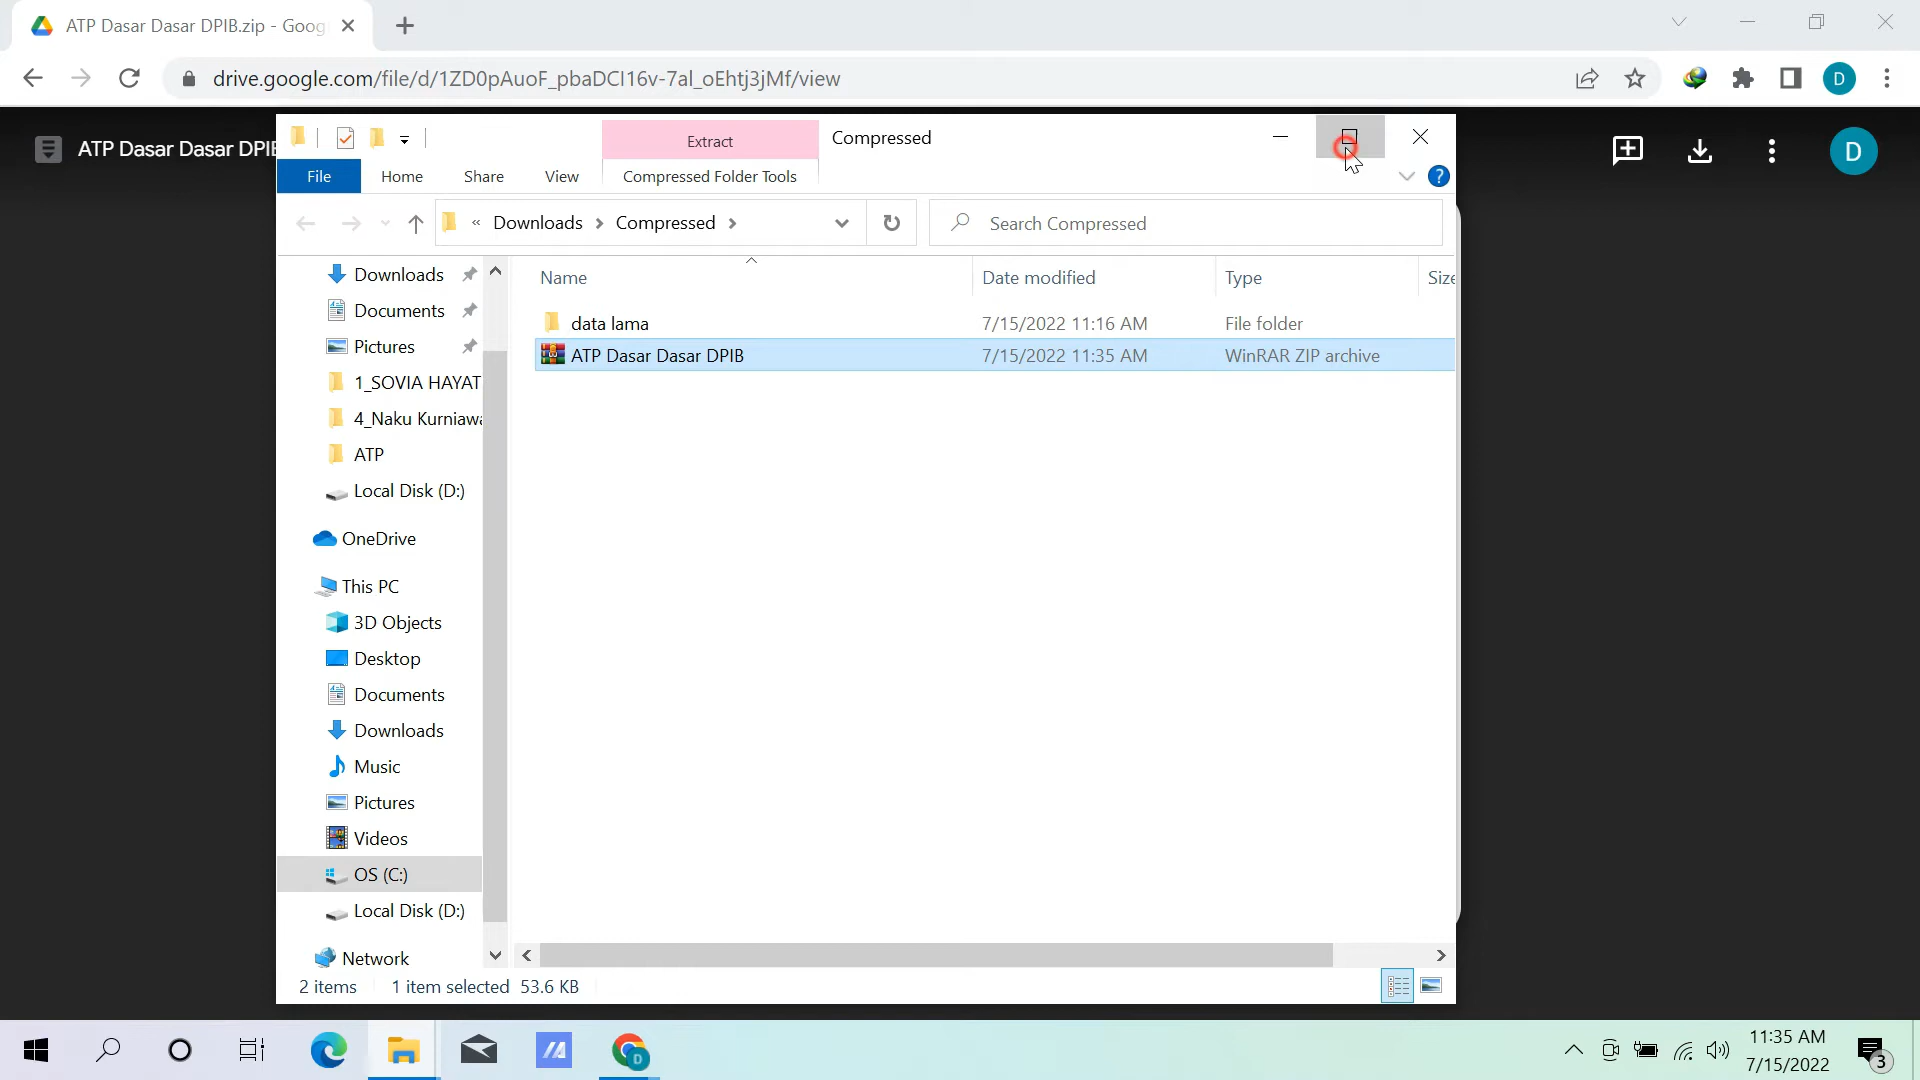 ATP Dasar Dasar DPIB.zip - Goog
drive.google.com/file/d/1ZD0pAuoF_pbaDCI16v-7al_oEhtj3jMf/view
D
ATP Dasar Dasar DPIB
D
Extract
Compressed
File
Home
Share
View
Compressed Folder Tools
?
« Downloads > Compressed >
Search Compressed
Name
Date modified
Type
Size
data lama
7/15/2022 11:16 AM
File folder
ATP Dasar Dasar DPIB
7/15/2022 11:35 AM
WinRAR ZIP archive
Downloads
Documents
Pictures
1_SOVIA HAYAT
4_Naku Kurniawa
ATP
Local Disk (D:)
OneDrive
This PC
3D Objects
Desktop
Documents
Downloads
Music
Pictures
Videos
OS (C:)
Local Disk (D:)
Network
2 items
1 item selected 53.6 KB
D
11:35 AM
7/15/2022
3